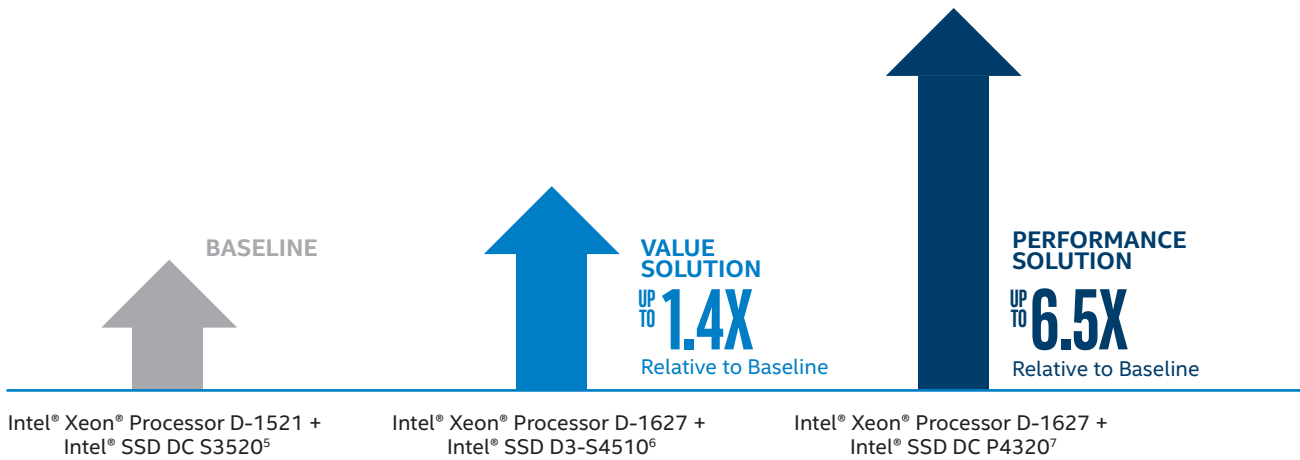 BASELINE
VALUE
SOLUTION
UP
TO
1.4X
Relative to Baseline
PERFORMANCE
SOLUTION
UP
TO
6.5X
Relative to Baseline
Intel® Xeon® Processor D-1521 +
Intel® SSD DC S3520⁵
Intel® Xeon® Processor D-1627 +
Intel® SSD D3-S4510⁶
Intel® Xeon® Processor D-1627 +
Intel® SSD DC P4320⁷